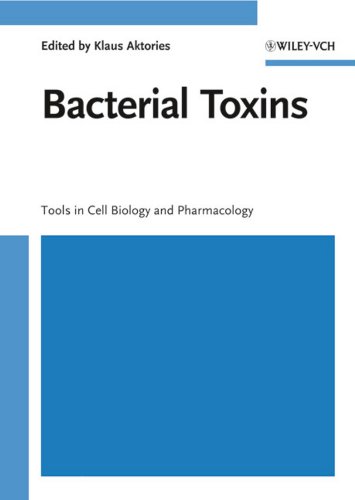 Edited by Klaus Aktories
WILEY-VCH
Bacterial Toxins
Tools in Cell Biology and Pharmacology